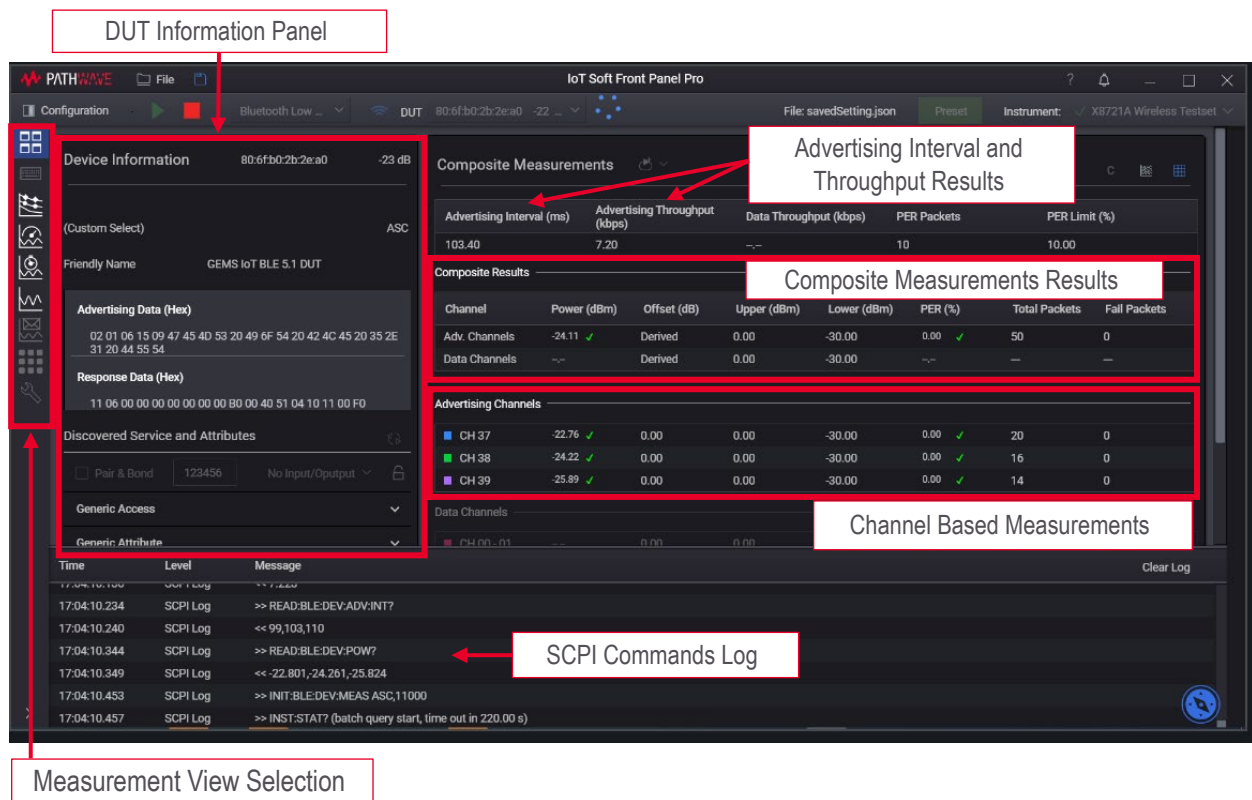 DUT Information Panel
PATHWAVE File IoT Soft Front Panel Pro ?
Configuration Bluetooth Low ... DUT 80:6f:b0:2b:2e:a0 -22 ... File: savedSetting.json Preset Instrument: X8721A Wireless Testset
Device Information 80:6f:b0:2b:2e:a0 -23 dB
(Custom Select) ASC
Friendly Name GEMS IoT BLE 5.1 DUT
Advertising Data (Hex)
02 01 06 15 09 47 45 4D 53 20 49 6F 54 20 42 4C 45 20 35 2E
31 20 44 55 54
Response Data (Hex)
11 06 00 00 00 00 00 00 00 B0 00 40 51 04 10 11 00 F0
Discovered Service and Attributes
Pair & Bond 123456 No Input/Oputput
Generic Access
Generic Attribute
Composite Measurements
Advertising Interval and
Throughput Results
C
Advertising Interval (ms) Advertising Throughput (kbps) Data Throughput (kbps) PER Packets PER Limit (%)
103.40 7.20 --.-- 10 10.00
Composite Results
Composite Measurements Results
Channel Power (dBm) Offset (dB) Upper (dBm) Lower (dBm) PER (%) Total Packets Fail Packets
Adv. Channels -24.11 ✓ Derived 0.00 -30.00 0.00 ✓ 50 0
Data Channels --.-- Derived 0.00 -30.00 --.-- — —
Advertising Channels
CH 37 -22.76 ✓ 0.00 0.00 -30.00 0.00 ✓ 20 0
CH 38 -24.22 ✓ 0.00 0.00 -30.00 0.00 ✓ 16 0
CH 39 -25.89 ✓ 0.00 0.00 -30.00 0.00 ✓ 14 0
Data Channels
Channel Based Measurements
CH 00 - 01 --.-- 0.00 0.00
Time Level Message Clear Log
17:04:10.234 SCPI Log >> READ:BLE:DEV:ADV:INT?
17:04:10.240 SCPI Log << 99,103,110
17:04:10.344 SCPI Log >> READ:BLE:DEV:POW?
17:04:10.349 SCPI Log << -22.801,-24.261,-25.824
17:04:10.453 SCPI Log >> INIT:BLE:DEV:MEAS ASC,11000
17:04:10.457 SCPI Log >> INST:STAT? (batch query start, time out in 220.00 s)
SCPI Commands Log
Measurement View Selection